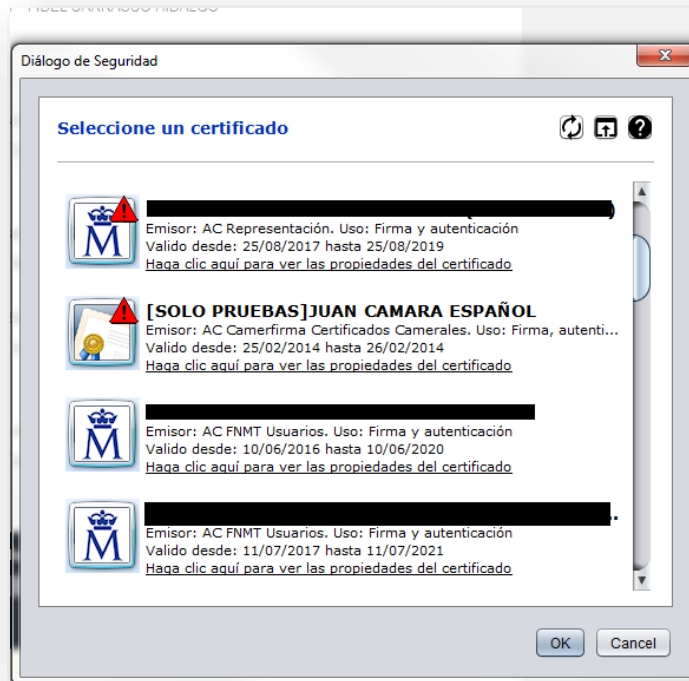 Diálogo de Seguridad
Seleccione un certificado
Emisor: AC Representación. Uso: Firma y autenticación
Valido desde: 25/08/2017 hasta 25/08/2019
Haga clic aquí para ver las propiedades del certificado
[SOLO PRUEBAS]JUAN CAMARA ESPAÑOL
Emisor: AC Camerfirma Certificados Camerales. Uso: Firma, autenti...
Valido desde: 25/02/2014 hasta 26/02/2014
Haga clic aquí para ver las propiedades del certificado
Emisor: AC FNMT Usuarios. Uso: Firma y autenticación
Valido desde: 10/06/2016 hasta 10/06/2020
Haga clic aquí para ver las propiedades del certificado
Emisor: AC FNMT Usuarios. Uso: Firma y autenticación
Valido desde: 11/07/2017 hasta 11/07/2021
Haga clic aquí para ver las propiedades del certificado
OK Cancel